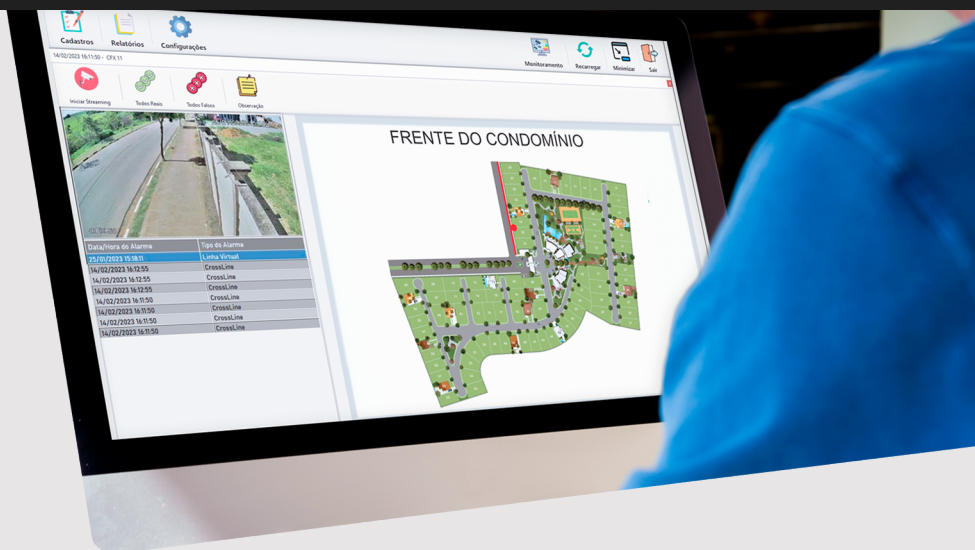 Cadastros
Relatórios
Configurações
Monitoramento
Recarregar
Minimizar
Sair
14/02/2023 16:11:50 - CFX 11
Iniciar Streaming
Todos Reais
Todos Falsos
Observação
FRENTE DO CONDOMÍNIO
Data/Hora do Alarme Tipo do Alarme
25/01/2023 15:58:11 Linha Virtual
14/02/2023 16:12:55 CrossLine
14/02/2023 16:12:55 CrossLine
14/02/2023 16:12:55 CrossLine
14/02/2023 16:11:50 CrossLine
14/02/2023 16:11:50 CrossLine
14/02/2023 16:11:50 CrossLine
14/02/2023 16:11:50 CrossLine